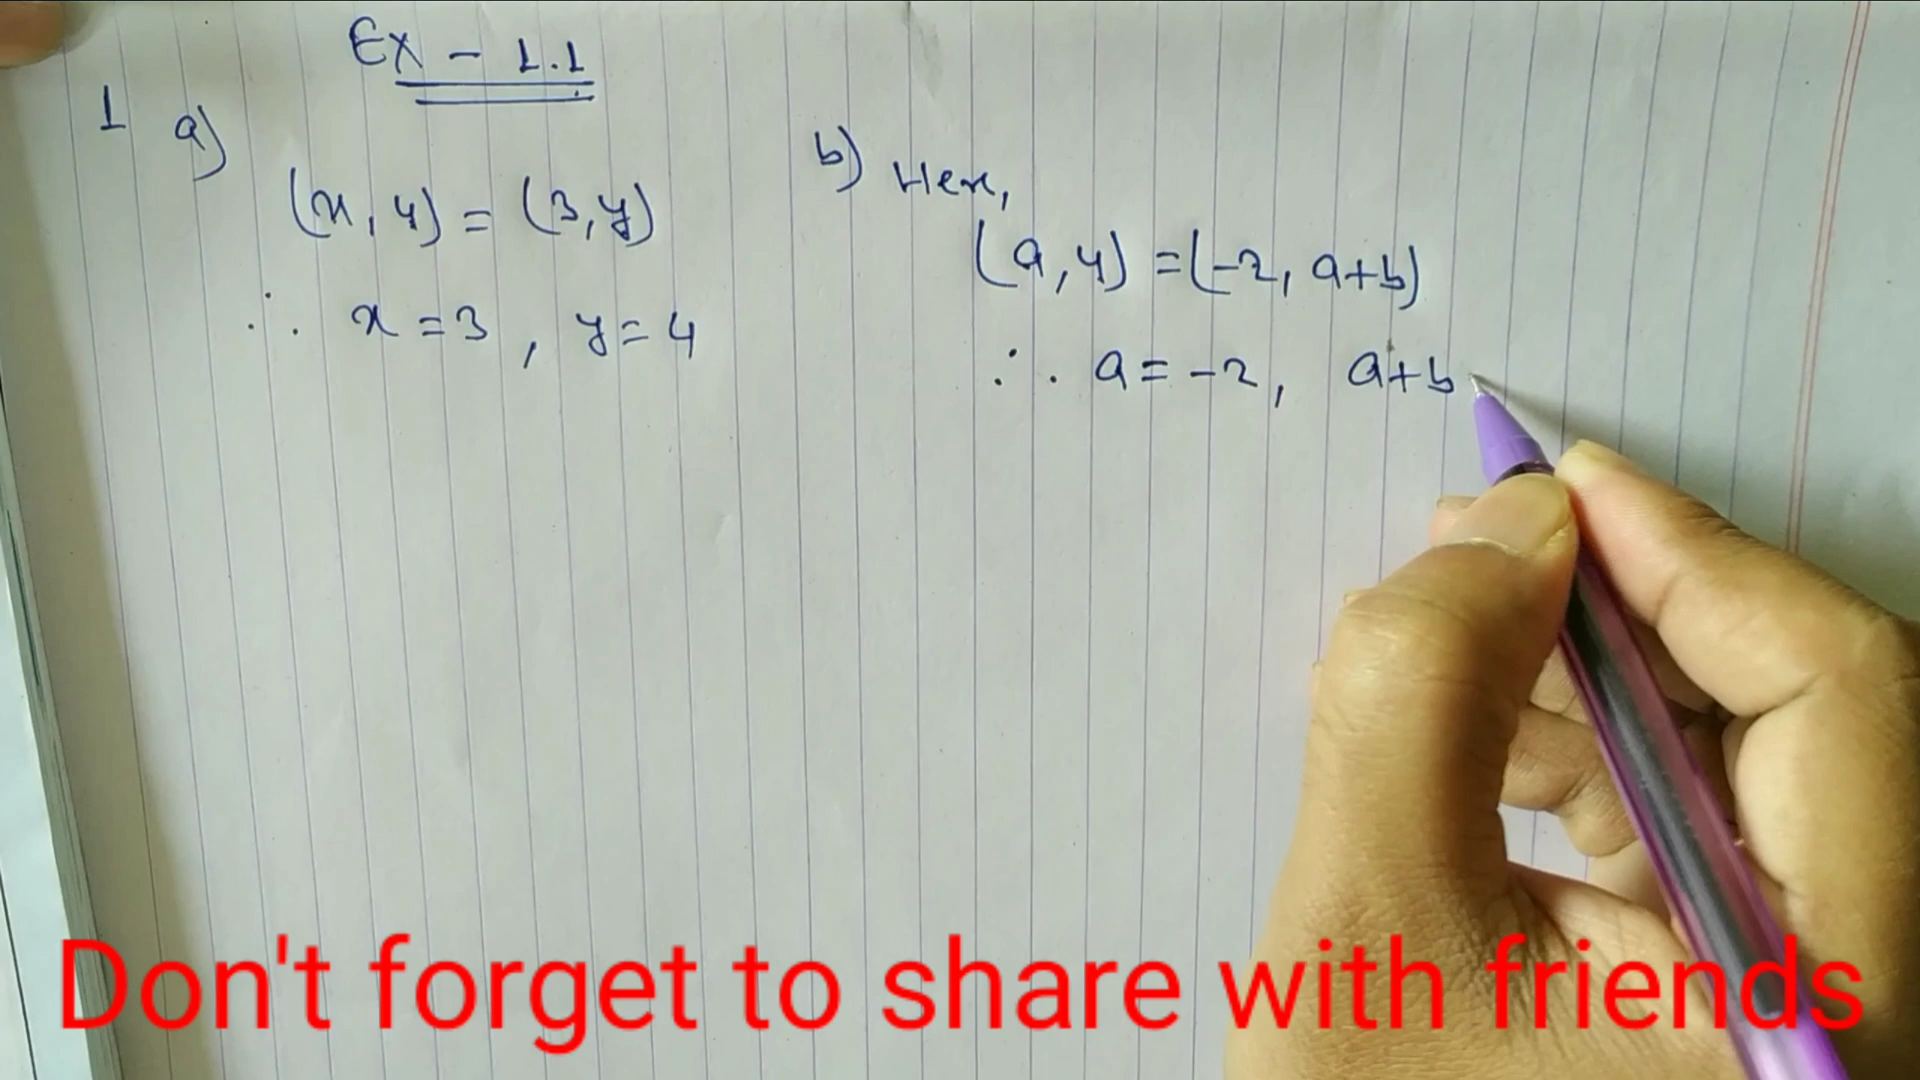 Ex - 1.1
1 a)
(x, 4) = (3, y)
∴ x = 3, y = 4
b) Here,
(a, 4) = (-2, a+b)
∴ a = -2, a+b
Don't forget to share with friends